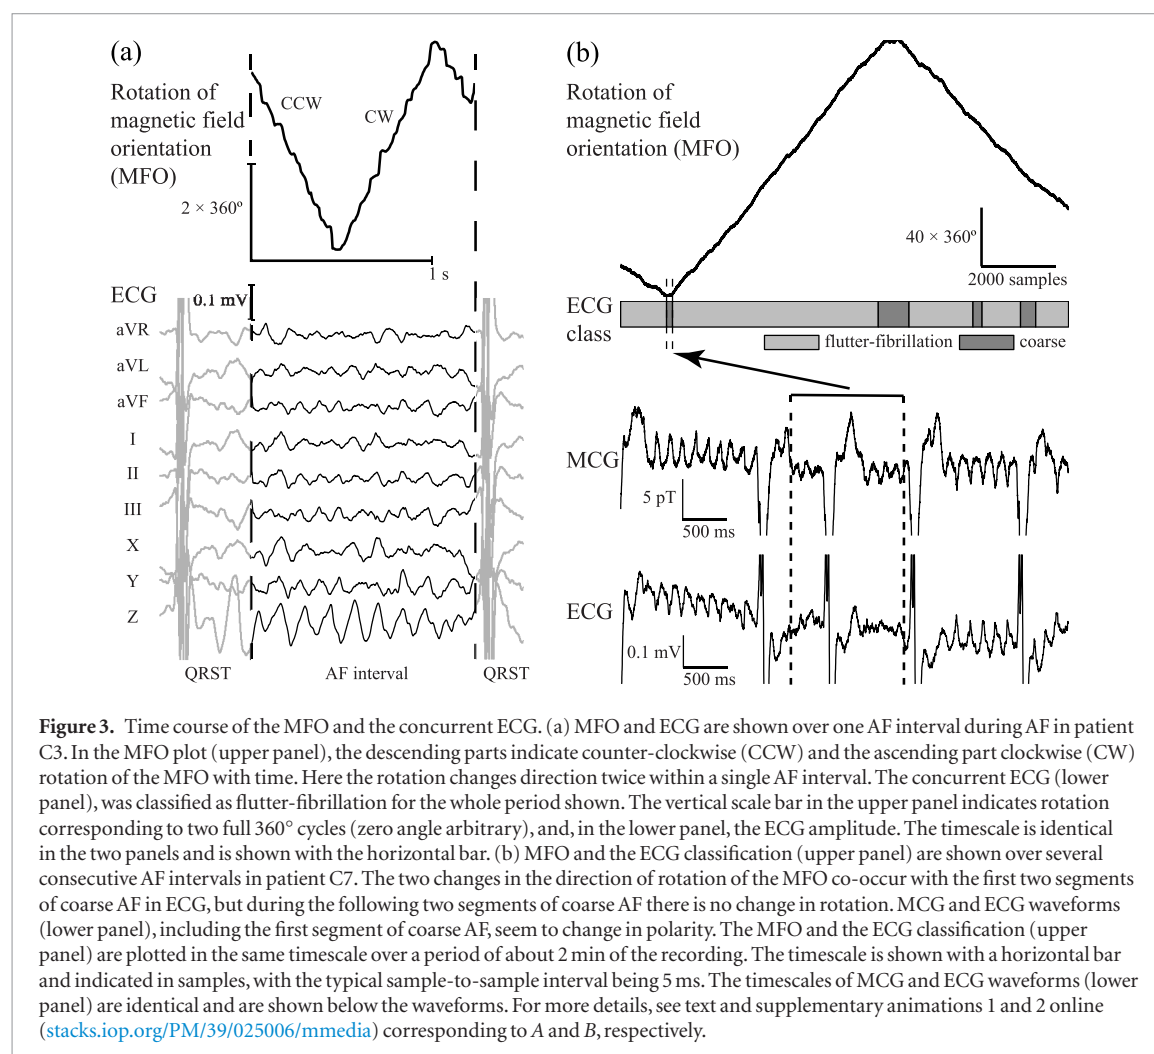 (a)
Rotation of
magnetic field
orientation
(MFO)
CCW
CW
2 × 360º
1 s
ECG
0.1 mV
aVR
aVL
aVF
I
II
III
X
Y
Z
QRST
AF interval
QRST
(b)
Rotation of
magnetic field
orientation (MFO)
40 × 360º
2000 samples
ECG
class
flutter-fibrillation
coarse
MCG
5 pT
500 ms
ECG
0.1 mV
500 ms
Figure 3. Time course of the MFO and the concurrent ECG. (a) MFO and ECG are shown over one AF interval during AF in patient
C3. In the MFO plot (upper panel), the descending parts indicate counter-clockwise (CCW) and the ascending part clockwise (CW)
rotation of the MFO with time. Here the rotation changes direction twice within a single AF interval. The concurrent ECG (lower
panel), was classified as flutter-fibrillation for the whole period shown. The vertical scale bar in the upper panel indicates rotation
corresponding to two full 360° cycles (zero angle arbitrary), and, in the lower panel, the ECG amplitude. The timescale is identical
in the two panels and is shown with the horizontal bar. (b) MFO and the ECG classification (upper panel) are shown over several
consecutive AF intervals in patient C7. The two changes in the direction of rotation of the MFO co-occur with the first two segments
of coarse AF in ECG, but during the following two segments of coarse AF there is no change in rotation. MCG and ECG waveforms
(lower panel), including the first segment of coarse AF, seem to change in polarity. The MFO and the ECG classification (upper
panel) are plotted in the same timescale over a period of about 2 min of the recording. The timescale is shown with a horizontal bar
and indicated in samples, with the typical sample-to-sample interval being 5 ms. The timescales of MCG and ECG waveforms (lower
panel) are identical and are shown below the waveforms. For more details, see text and supplementary animations 1 and 2 online
(stacks.iop.org/PM/39/025006/mmedia) corresponding to A and B, respectively.